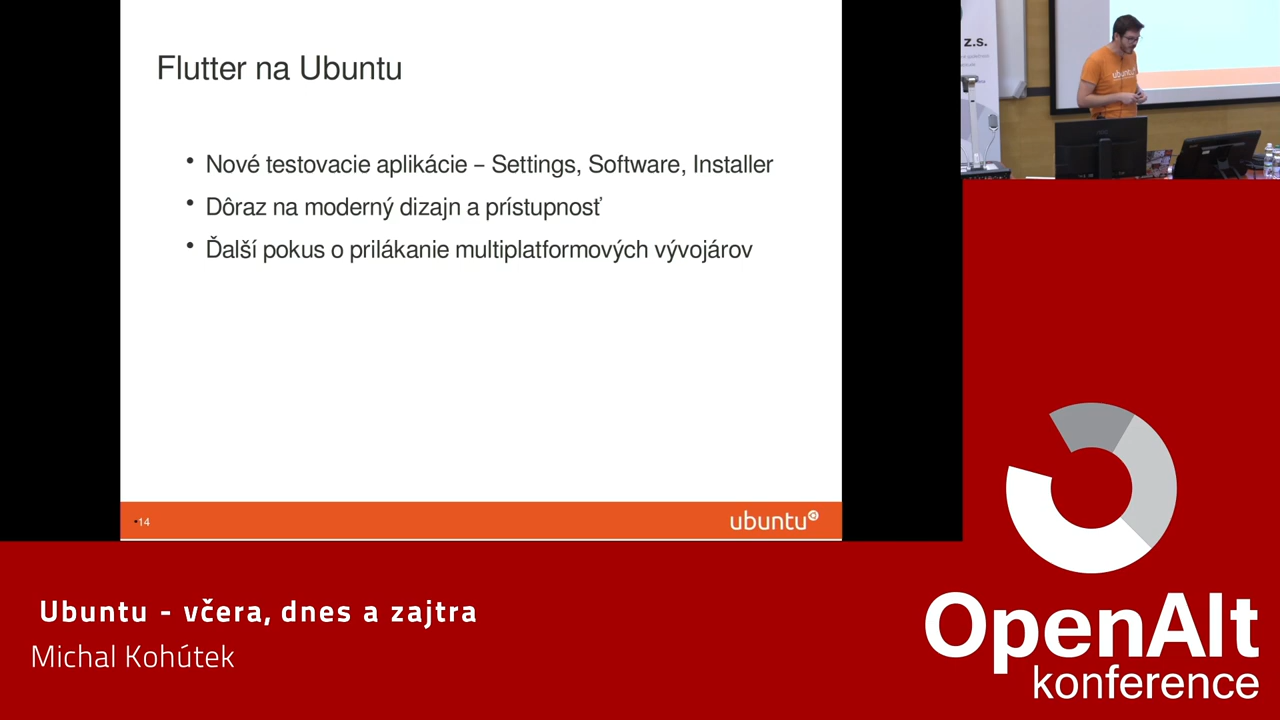 Flutter na Ubuntu
• Nové testovacie aplikácie – Settings, Software, Installer
• Dôraz na moderný dizajn a prístupnosť
• Ďalší pokus o prilákanie multiplatformových vývojárov
•14
ubuntu
z.s.
ubuntu
Ubuntu - včera, dnes a zajtra
Michal Kohútek
OpenAlt
konference